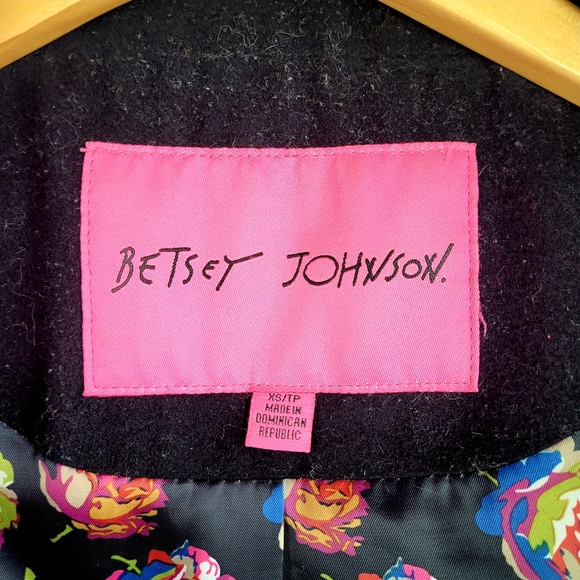 BETSEY JOHNSON.
XS/TP
MADE IN
DOMINICAN
REPUBLIC